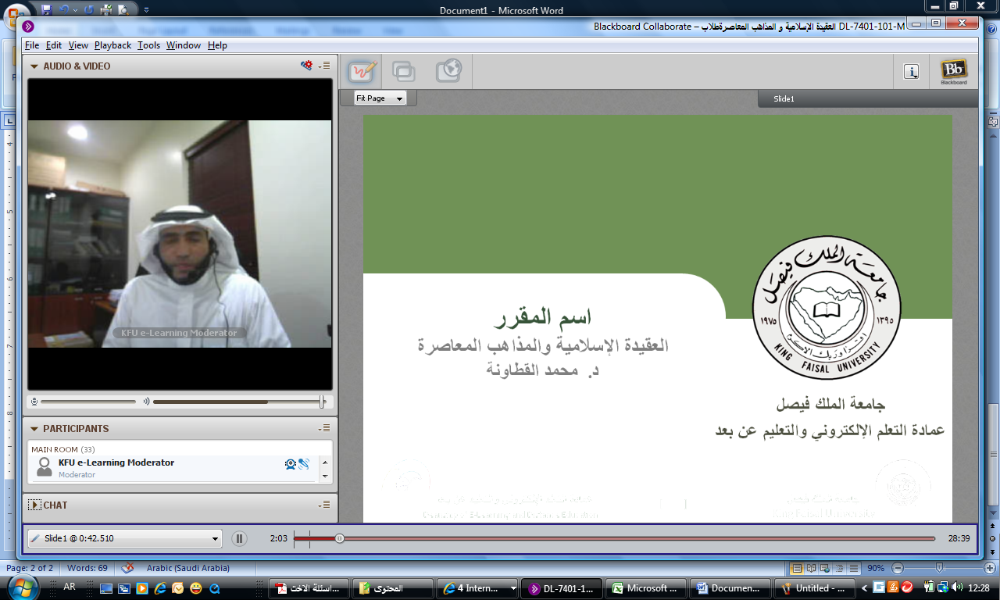 Document1 - Microsoft Word
Blackboard Collaborate – العقيدة الإسلامية و المذاهب المعاصرةطلاب DL-7401-101-M
File Edit View Playback Tools Window Help
AUDIO & VIDEO
KFU e-Learning Moderator
PARTICIPANTS
MAIN ROOM (33)
KFU e-Learning Moderator
Moderator
CHAT
Fit Page
Slide1
Bb
Blackboard
اسم المقرر
العقيدة الإسلامية والمذاهب المعاصرة
د. محمد القطاونة
جامعة الملك فيصل
١٩٧٥ ١٣٩٥
KING FAISAL UNIVERSITY
جامعة الملك فيصل
عمادة التعلم الإلكتروني والتعليم عن بعد
Slide1 @ 0:42.510
2:03
28:39
Page: 2 of 2 Words: 69 Arabic (Saudi Arabia) 90%
AR
اسئلة الاخت...
المحتوى
4 Intern...
DL-7401-1...
Microsoft ...
Documen...
Untitled - ...
12:28